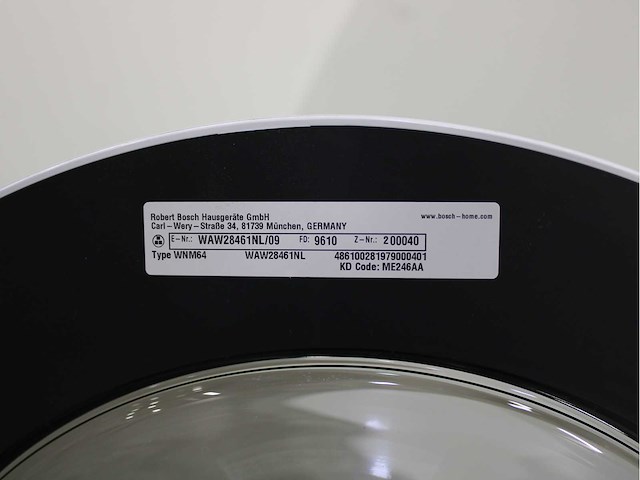 Robert Bosch Hausgeräte GmbH www.bosch-home.com
Carl-Wery-Straße 34, 81739 München, GERMANY
E-Nr.: WAW28461NL/09 FD: 9610 Z-Nr.: 200040
Type WNM64 WAW28461NL 486100281979000401
KD Code: ME246AA